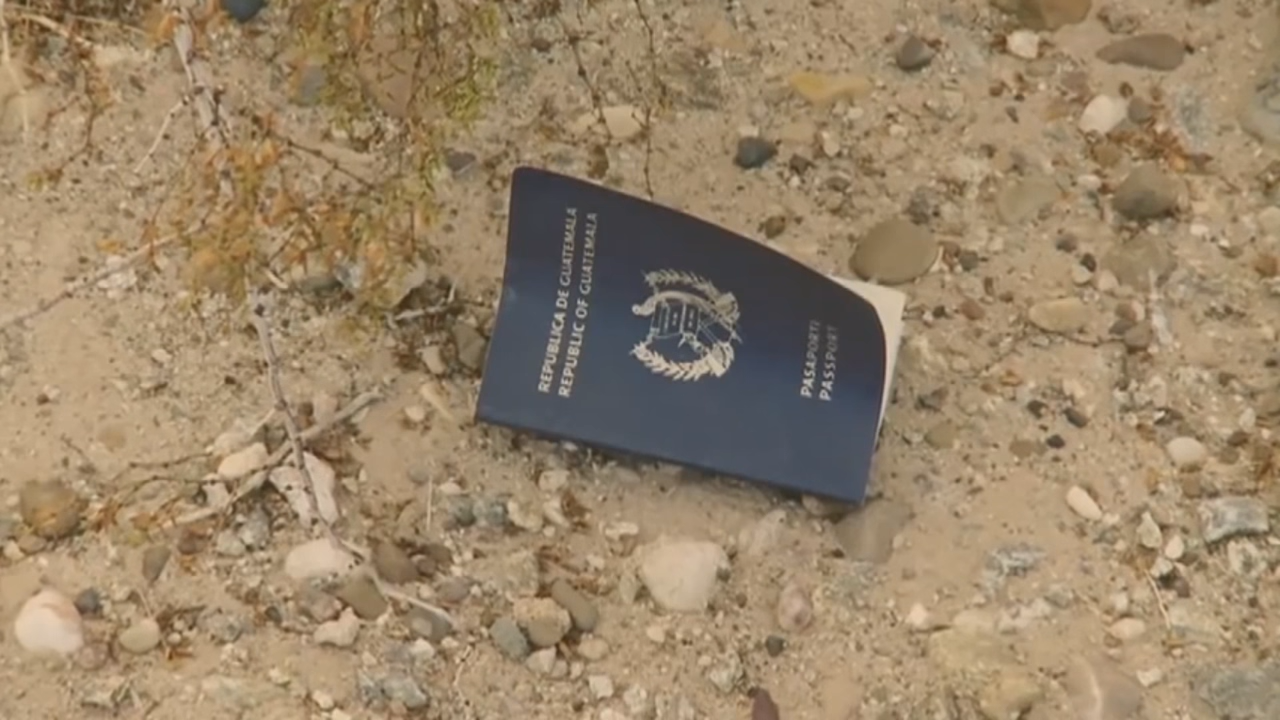 REPUBLICA DE GUATEMALA
REPUBLIC OF GUATEMALA
PASAPORTE
PASSPORT